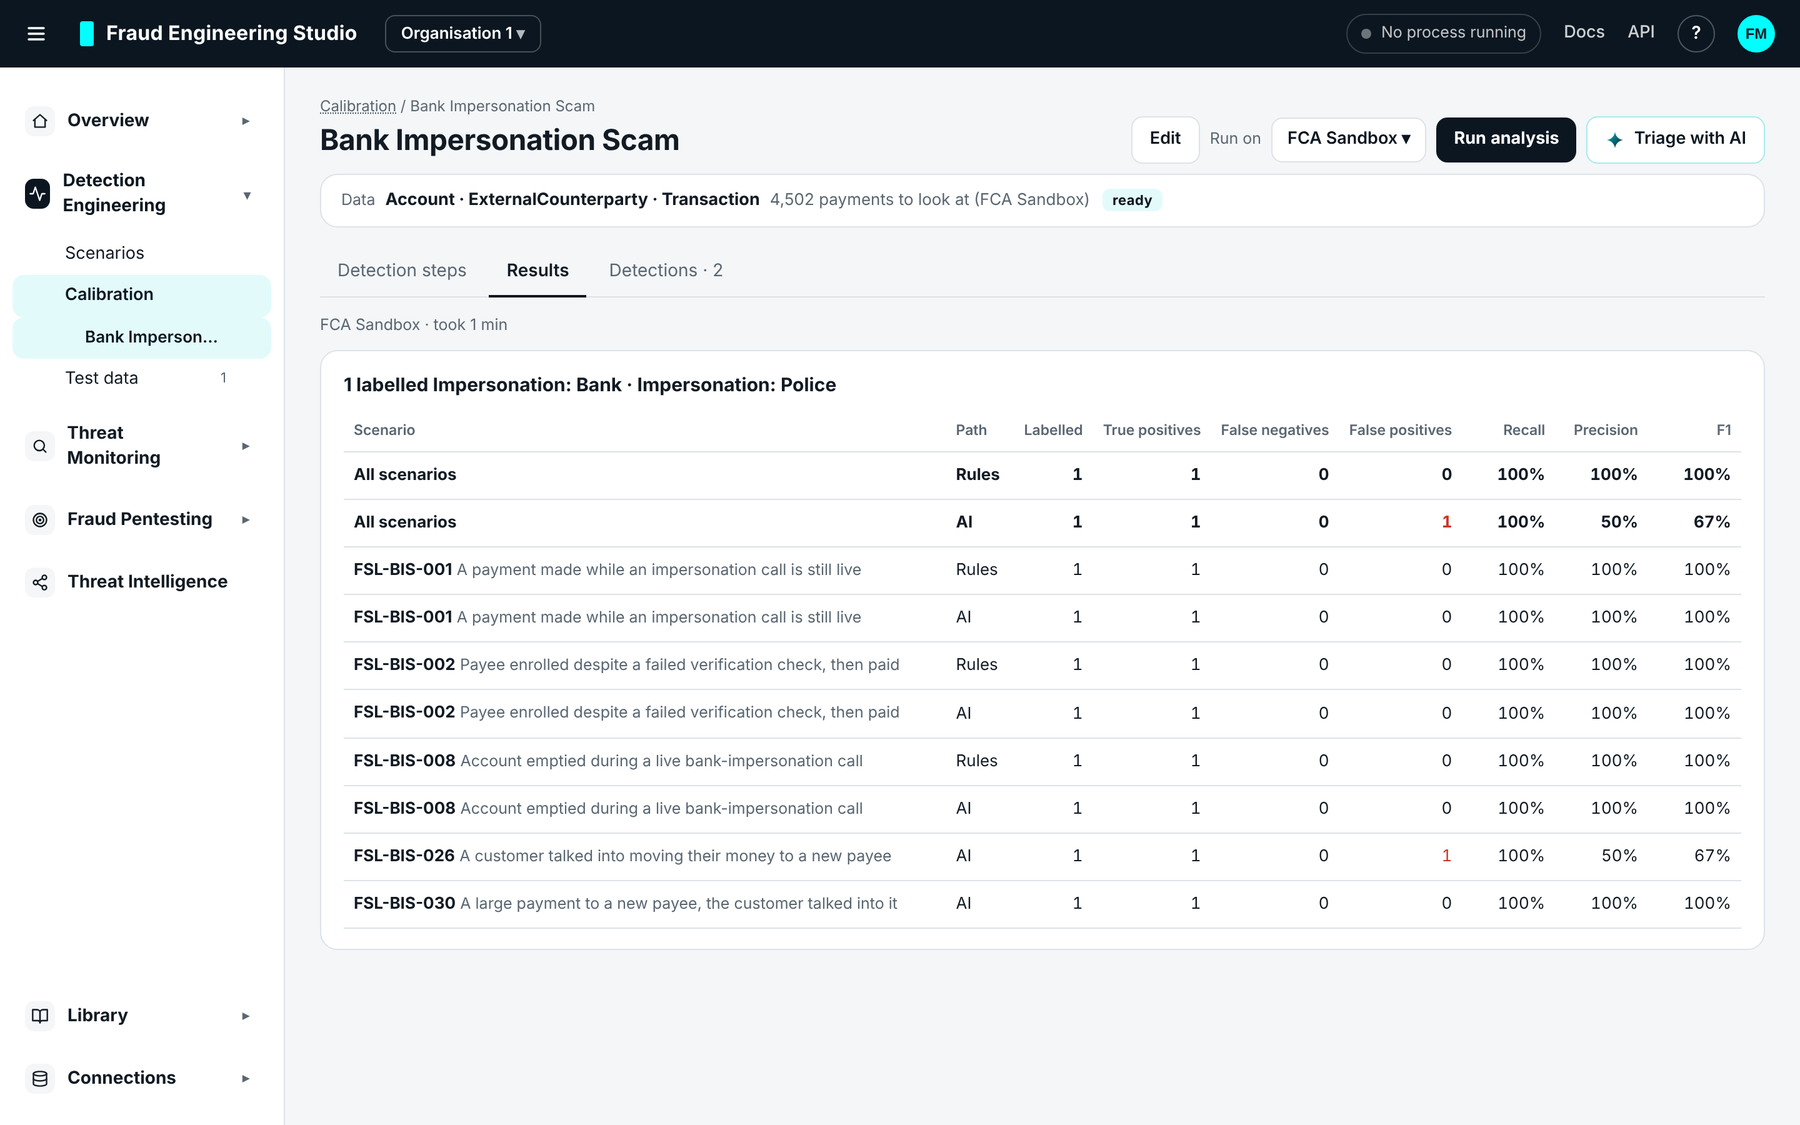 Fraud Engineering Studio
Organisation 1 ▾
No process running
Docs
API
?
FM
Overview
Detection
Engineering
Scenarios
Calibration
Bank Imperson...
Test data 1
Threat
Monitoring
Fraud Pentesting
Threat Intelligence
Library
Connections
Calibration / Bank Impersonation Scam
Bank Impersonation Scam
Edit
Run on
FCA Sandbox ▾
Run analysis
Triage with AI
Data Account · ExternalCounterparty · Transaction 4,502 payments to look at (FCA Sandbox) ready
Detection steps
Results
Detections · 2
FCA Sandbox · took 1 min
1 labelled Impersonation: Bank · Impersonation: Police
Scenario Path Labelled True positives False negatives False positives Recall Precision F1
All scenarios Rules 1 1 0 0 100% 100% 100%
All scenarios AI 1 1 0 1 100% 50% 67%
FSL-BIS-001 A payment made while an impersonation call is still live Rules 1 1 0 0 100% 100% 100%
FSL-BIS-001 A payment made while an impersonation call is still live AI 1 1 0 0 100% 100% 100%
FSL-BIS-002 Payee enrolled despite a failed verification check, then paid Rules 1 1 0 0 100% 100% 100%
FSL-BIS-002 Payee enrolled despite a failed verification check, then paid AI 1 1 0 0 100% 100% 100%
FSL-BIS-008 Account emptied during a live bank-impersonation call Rules 1 1 0 0 100% 100% 100%
FSL-BIS-008 Account emptied during a live bank-impersonation call AI 1 1 0 0 100% 100% 100%
FSL-BIS-026 A customer talked into moving their money to a new payee AI 1 1 0 1 100% 50% 67%
FSL-BIS-030 A large payment to a new payee, the customer talked into it AI 1 1 0 0 100% 100% 100%